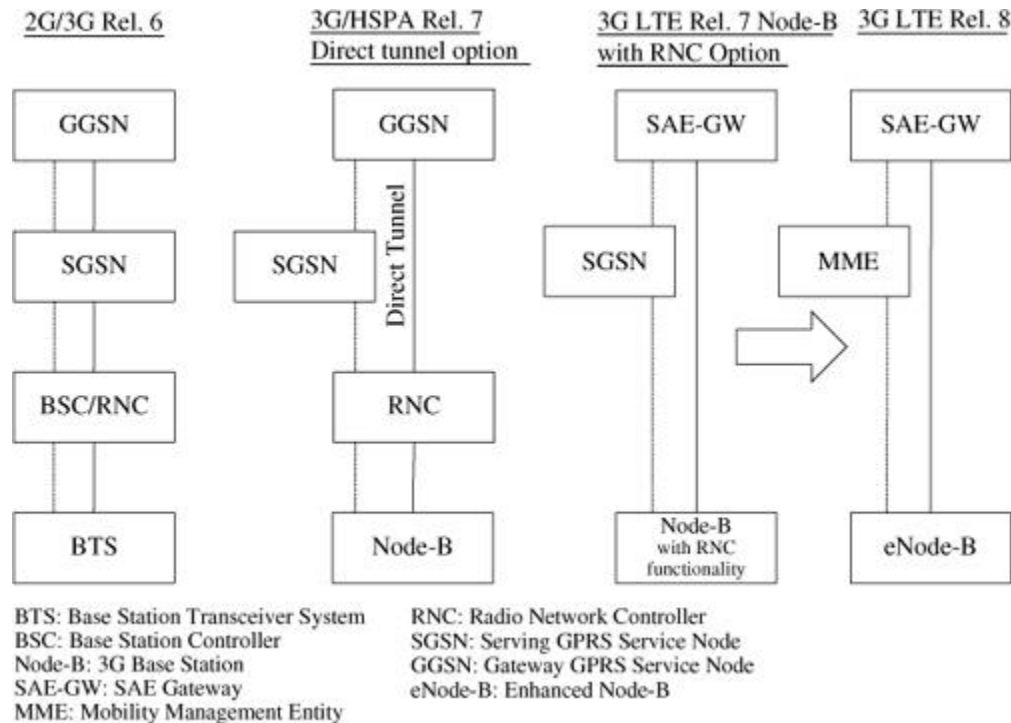 2G/3G Rel. 6
3G/HSPA Rel. 7
Direct tunnel option
3G LTE Rel. 7 Node-B
with RNC Option
3G LTE Rel. 8
GGSN
GGSN
SAE-GW
SAE-GW
Direct Tunnel
SGSN
SGSN
SGSN
MME
BSC/RNC
RNC
BTS
Node-B
Node-B
with RNC
functionality
eNode-B
BTS: Base Station Transceiver System
BSC: Base Station Controller
Node-B: 3G Base Station
SAE-GW: SAE Gateway
MME: Mobility Management Entity
RNC: Radio Network Controller
SGSN: Serving GPRS Service Node
GGSN: Gateway GPRS Service Node
eNode-B: Enhanced Node-B